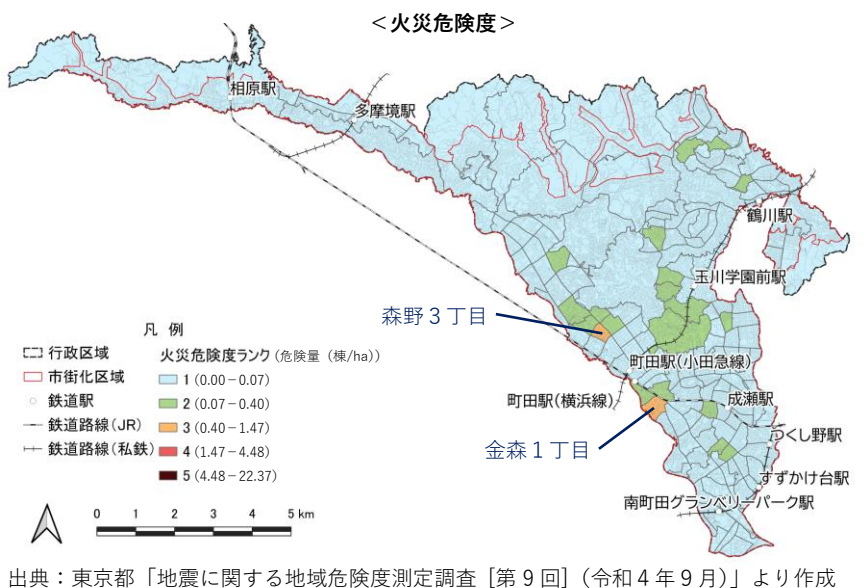 ＜火災危険度＞
相原駅
多摩境駅
鶴川駅
玉川学園前駅
森野３丁目
町田駅(小田急線)
町田駅(横浜線)
成瀬駅
つくし野駅
金森１丁目
すずかけ台駅
南町田グランベリーパーク駅
凡 例
行政区域
市街化区域
鉄道駅
鉄道路線(JR)
鉄道路線(私鉄)
火災危険度ランク (危険量（棟/ha))
1 (0.00－0.07)
2 (0.07－0.40)
3 (0.40－1.47)
4 (1.47－4.48)
5 (4.48－22.37)
0 1 2 3 4 5 km
出典：東京都「地震に関する地域危険度測定調査［第 9 回］（令和 4 年 9 月）」より作成